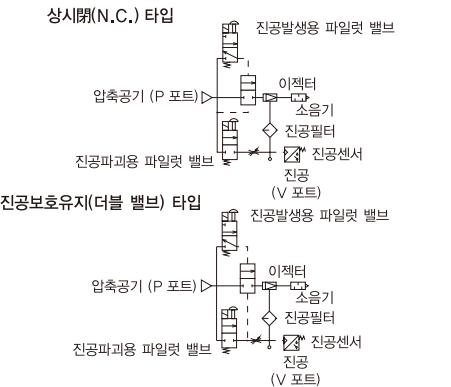 상시閉(N.C.) 타입
진공발생용 파일럿 밸브
이젝터
압축공기 (P 포트)
소음기
진공필터
진공파괴용 파일럿 밸브
진공센서
진공
(V 포트)
진공보호유지(더블 밸브) 타입
진공발생용 파일럿 밸브
이젝터
압축공기 (P 포트)
소음기
진공필터
진공파괴용 파일럿 밸브
진공센서
진공
(V 포트)